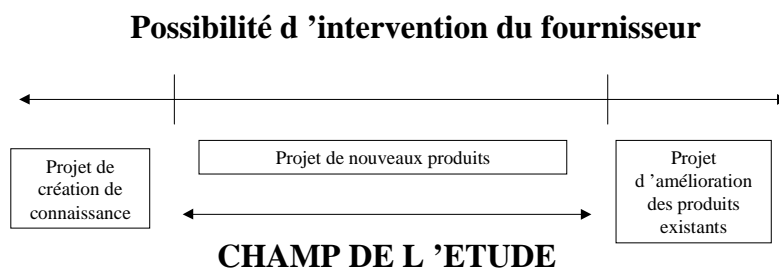 Possibilité d ’intervention du fournisseur
Projet de
création de
connaissance
Projet de nouveaux produits
Projet
d ’amélioration
des produits
existants
CHAMP DE L ’ETUDE